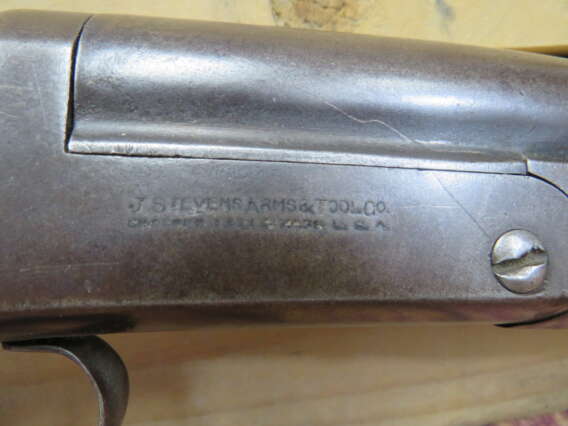 J. STEVENS ARMS & TOOL CO.
CHICOPEE FALLS MASS. U.S.A.